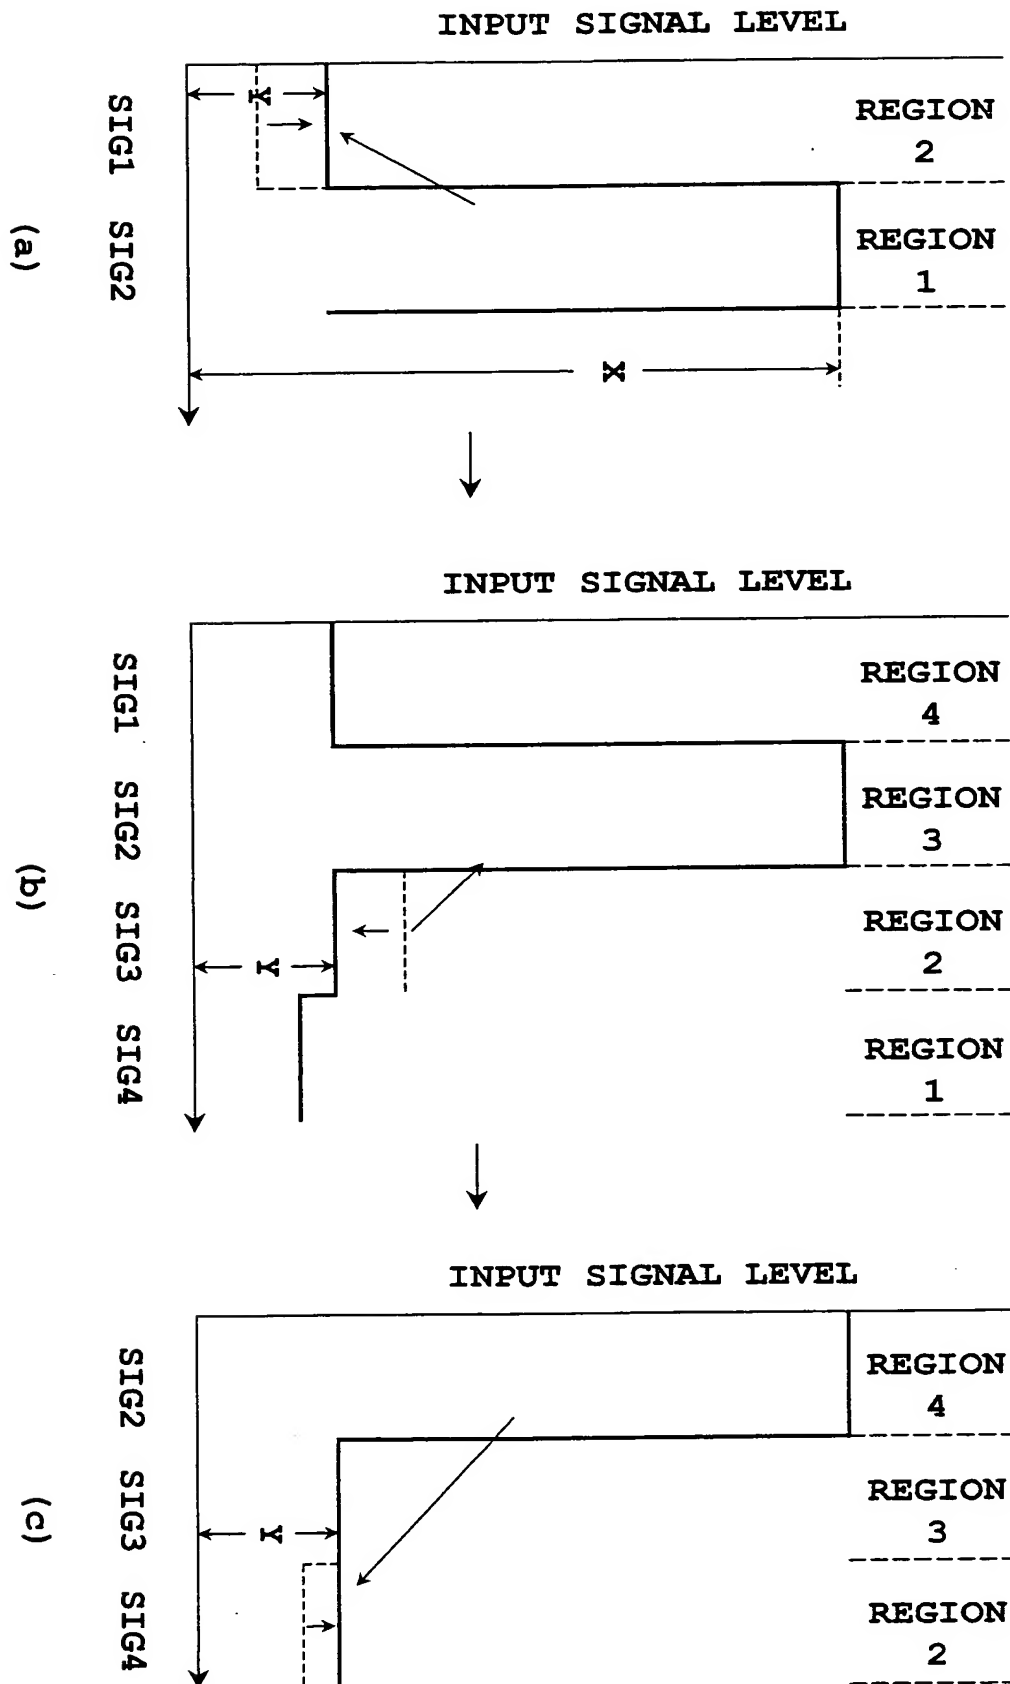 INPUT SIGNAL LEVEL
REGION
2
REGION
1
Y
X
SIG1 SIG2
(a)
INPUT SIGNAL LEVEL
REGION
4
REGION
3
REGION
2
REGION
1
Y
SIG1 SIG2 SIG3 SIG4
(b)
INPUT SIGNAL LEVEL
REGION
4
REGION
3
REGION
2
Y
SIG2 SIG3 SIG4
(c)